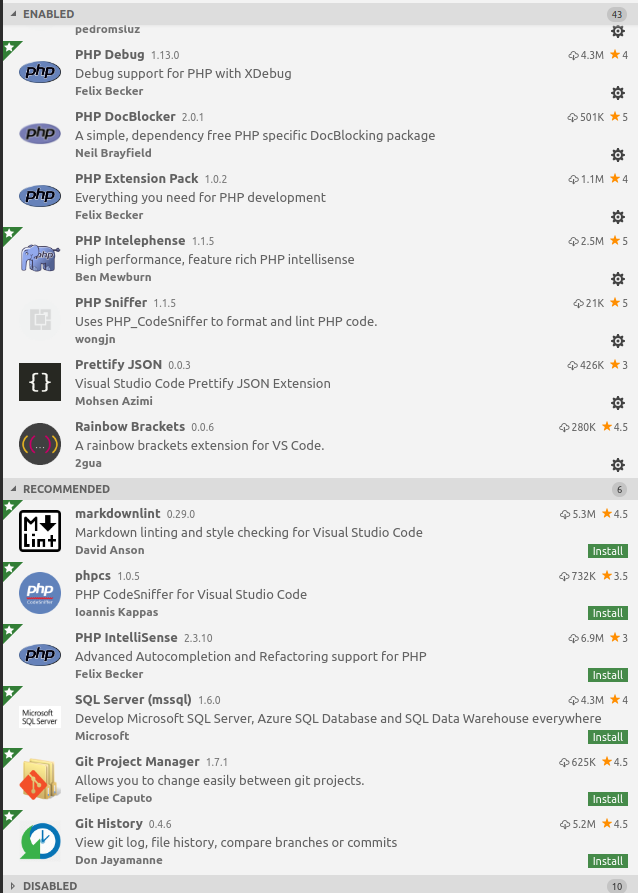 ENABLED 43
pedromsluz
PHP Debug 1.13.0 4.3M 4
Debug support for PHP with XDebug
Felix Becker
php
PHP DocBlocker 2.0.1 501K 5
A simple, dependency free PHP specific DocBlocking package
Neil Brayfield
php
PHP Extension Pack 1.0.2 1.1M 4
Everything you need for PHP development
Felix Becker
php
PHP Intelephense 1.1.5 2.5M 5
High performance, feature rich PHP intellisense
Ben Mewburn
php
PHP Sniffer 1.1.5 21K 5
Uses PHP_CodeSniffer to format and lint PHP code.
wongjn
Prettify JSON 0.0.3 426K 3
Visual Studio Code Prettify JSON Extension
Mohsen Azimi
{}
Rainbow Brackets 0.0.6 280K 4.5
A rainbow brackets extension for VS Code.
2gua
(...)
RECOMMENDED 6
markdownlint 0.29.0 5.3M 4.5
Markdown linting and style checking for Visual Studio Code
David Anson Install
M
Lint
phpcs 1.0.5 732K 3.5
PHP CodeSniffer for Visual Studio Code
Ioannis Kappas Install
php
CodeSniffer
PHP IntelliSense 2.3.10 6.9M 3
Advanced Autocompletion and Refactoring support for PHP
Felix Becker Install
php
SQL Server (mssql) 1.6.0 4.3M 4
Develop Microsoft SQL Server, Azure SQL Database and SQL Data Warehouse everywhere
Microsoft Install
Microsoft
SQL Server
Git Project Manager 1.7.1 625K 4.5
Allows you to change easily between git projects.
Felipe Caputo Install
Git History 0.4.6 5.2M 4.5
View git log, file history, compare branches or commits
Don Jayamanne Install
DISABLED 10